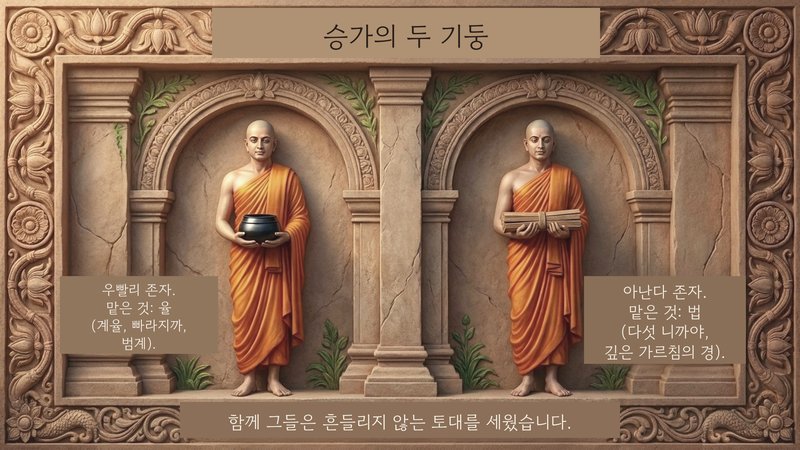 승가의 두 기둥
우빨리 존자.
맡은 것: 율
(계율, 빠라지까,
범계).
아난다 존자.
맡은 것: 법
(다섯 니까야,
깊은 가르침의 경).
함께 그들은 흔들리지 않는 토대를 세웠습니다.